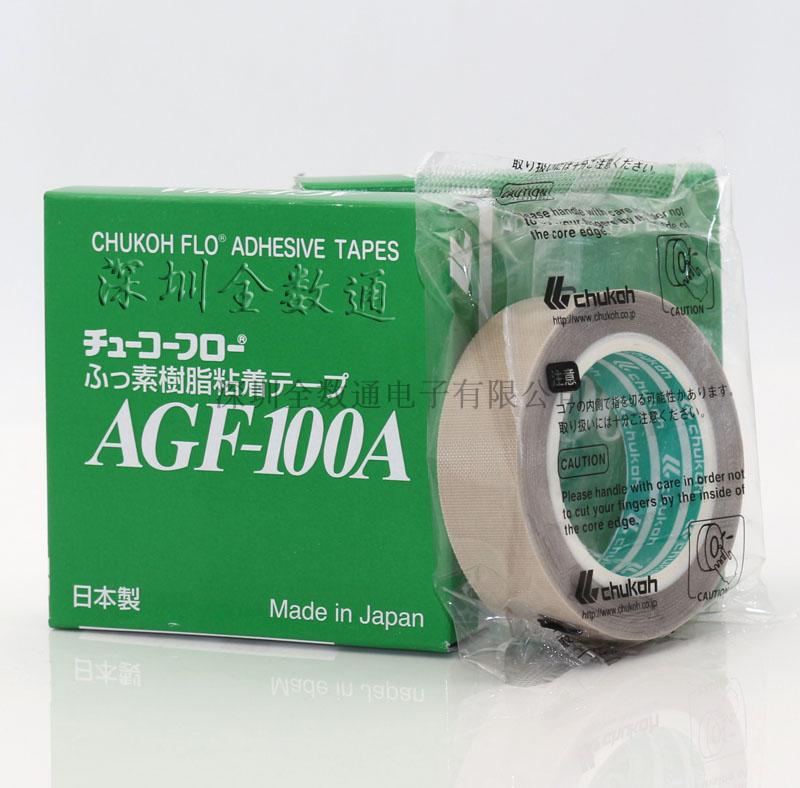 CHUKOH FLO® ADHESIVE TAPES
深圳全数通
チューコーフロー®
ふっ素樹脂粘着テープ
深圳全数通电子有限公司
AGF-100A
日本製
Made in Japan
取り扱いには十分ご注意ください。
CAUTION
Please handle with care
the core edge.
CAUTION
chukoh
http://www.chukoh.co.jp
注意
コアの内側で指を切る可能性があります。
取り扱いには十分ご注意ください。
CAUTION
Please handle with care in order not
to cut your fingers by the inside of
the core edge.
CAUTION
chukoh
http://www.chukoh.co.jp
chukoh
chukoh
chukoh